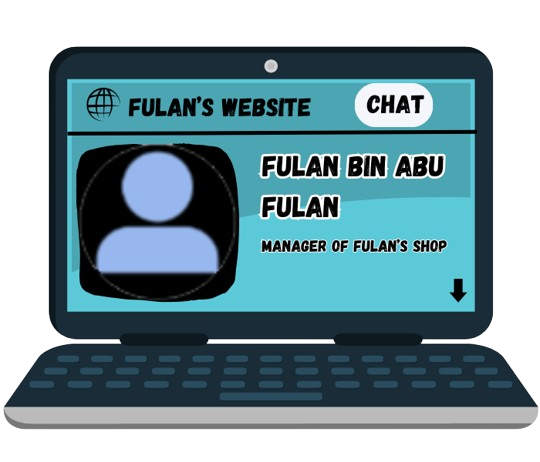 FULAN'S WEBSITE
CHAT
FULAN BIN ABU
FULAN
MANAGER OF FULAN'S SHOP